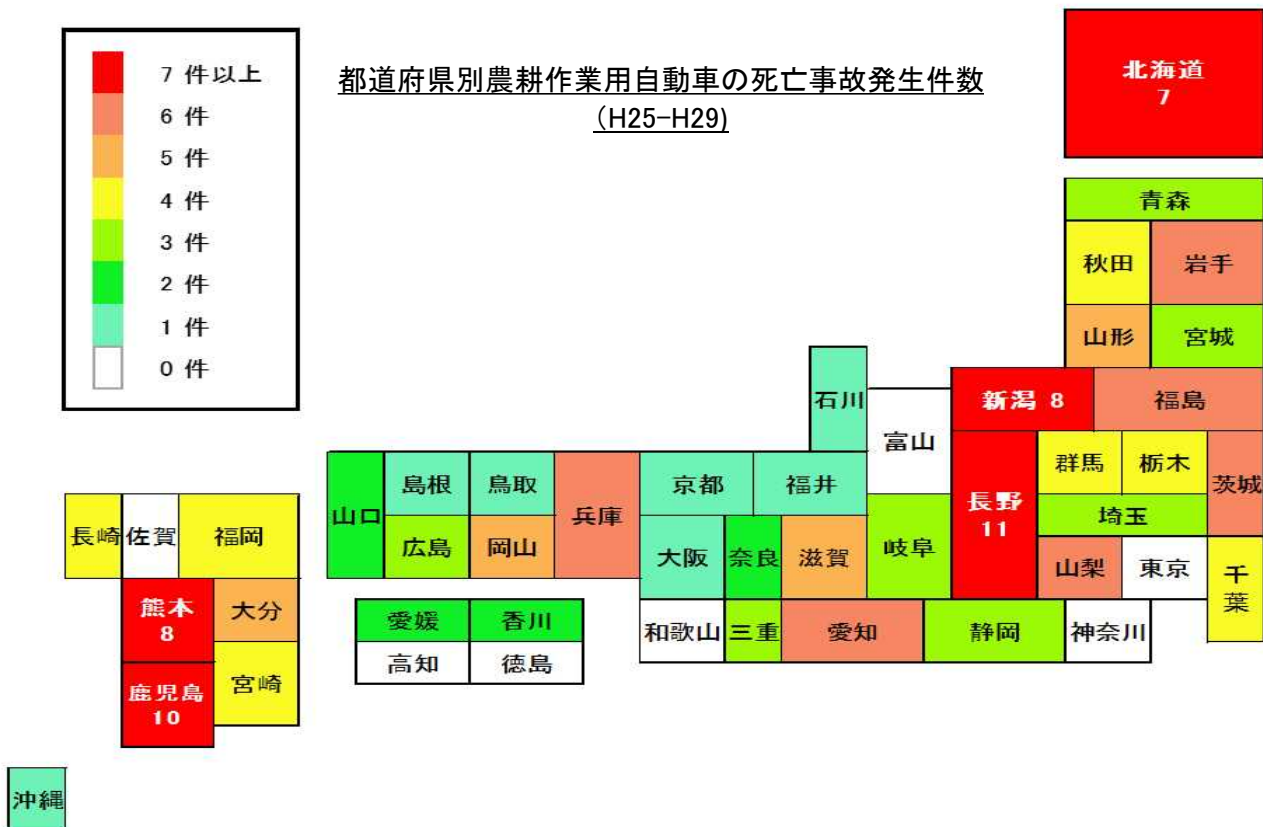 都道府県別農耕作業用自動車の死亡事故発生件数
(H25-H29)
7 件以上
6 件
5 件
4 件
3 件
2 件
1 件
0 件
北海道
7
青森
秋田
岩手
山形
宮城
新潟 8
福島
石川
富山
群馬
栃木
茨城
長野
11
埼玉
山梨
東京
千
葉
山口
島根
鳥取
兵庫
京都
福井
広島
岡山
大阪
奈良
滋賀
岐阜
和歌山
三重
愛知
静岡
神奈川
愛媛
香川
高知
徳島
長崎
佐賀
福岡
熊本
8
大分
鹿児島
10
宮崎
沖縄